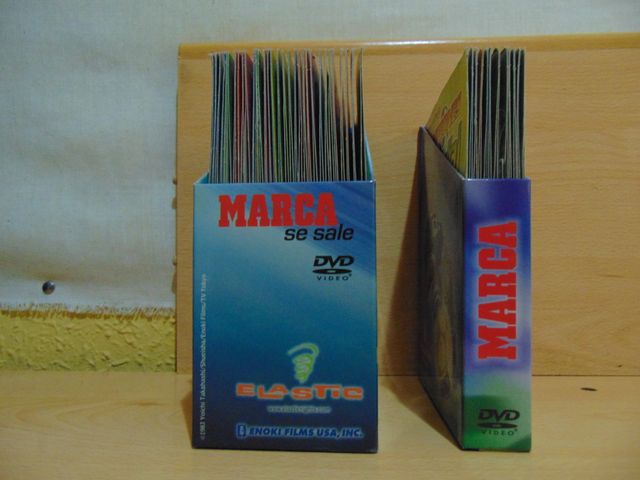 MARCA
se sale
DVD
VIDEO
ELASTIC
ENOKI FILMS USA, INC.
©1983 Yoichi Takahashi/Shueisha/Enoki Films/TV Tokyo
MARCA
DVD
VIDEO